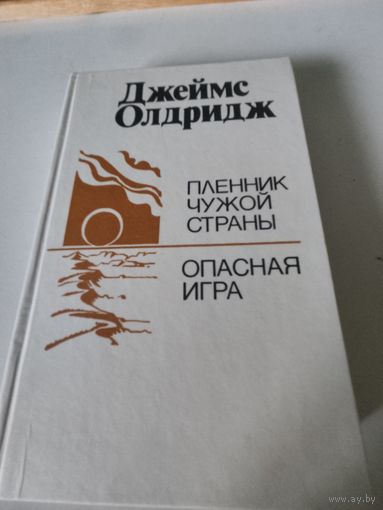 Джеймс
Олдридж
ПЛЕННИК
ЧУЖОЙ
СТРАНЫ
ОПАСНАЯ
ИГРА
www.ay.by